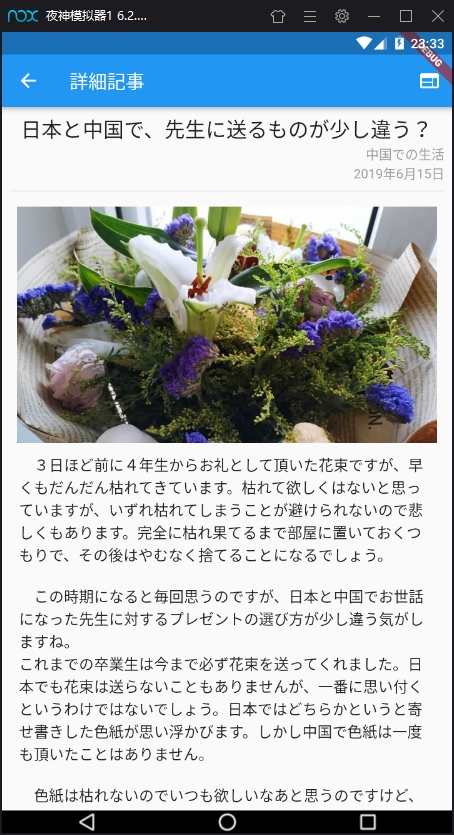 nox 夜神模拟器1 6.2....
23:33
DEBUG
詳細記事
日本と中国で、先生に送るものが少し違う？
中国での生活
2019年6月15日
N.
３日ほど前に４年生からお礼として頂いた花束ですが、早
くもだんだん枯れてきています。枯れて欲しくはないと思っ
ていますが、いずれ枯れてしまうことが避けられないので悲
しくもあります。完全に枯れ果てるまで部屋に置いておくつ
もりで、その後はやむなく捨てることになるでしょう。
この時期になると毎回思うのですが、日本と中国でお世話
になった先生に対するプレゼントの選び方が少し違う気がし
ますね。
これまでの卒業生は今まで必ず花束を送ってくれました。日
本でも花束は送らないこともありませんが、一番に思い付く
というわけではないでしょう。日本ではどちらかというと寄
せ書きした色紙が思い浮かびます。しかし中国で色紙は一度
も頂いたことはありません。
色紙は枯れないのでいつも欲しいなあと思うのですけど、